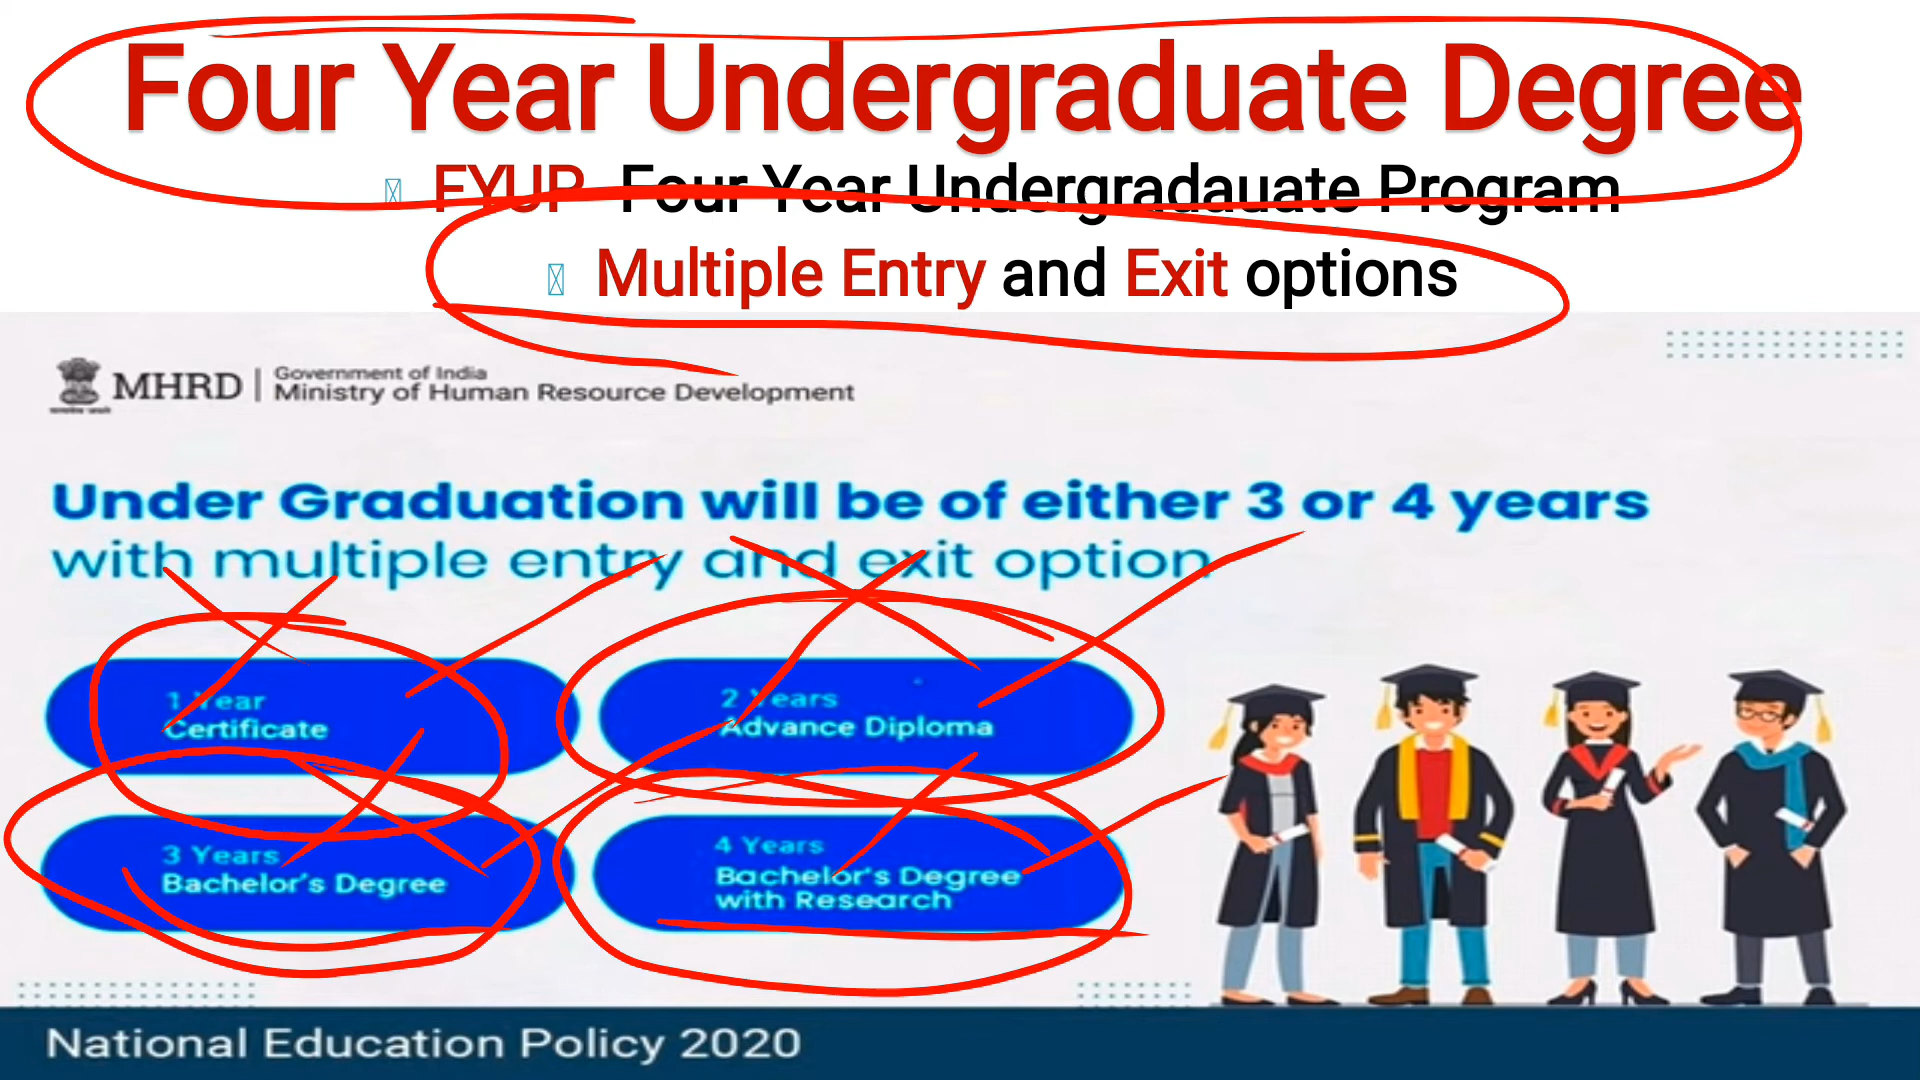 Four Year Undergraduate Degree
FYUP Four Year Undergradauate Program
Multiple Entry and Exit options
MHRD | Government of India
Ministry of Human Resource Development
Under Graduation will be of either 3 or 4 years
with multiple entry and exit option
1 Year
Certificate
2 Years
Advance Diploma
3 Years
Bachelor's Degree
4 Years
Bachelor's Degree
with Research
National Education Policy 2020